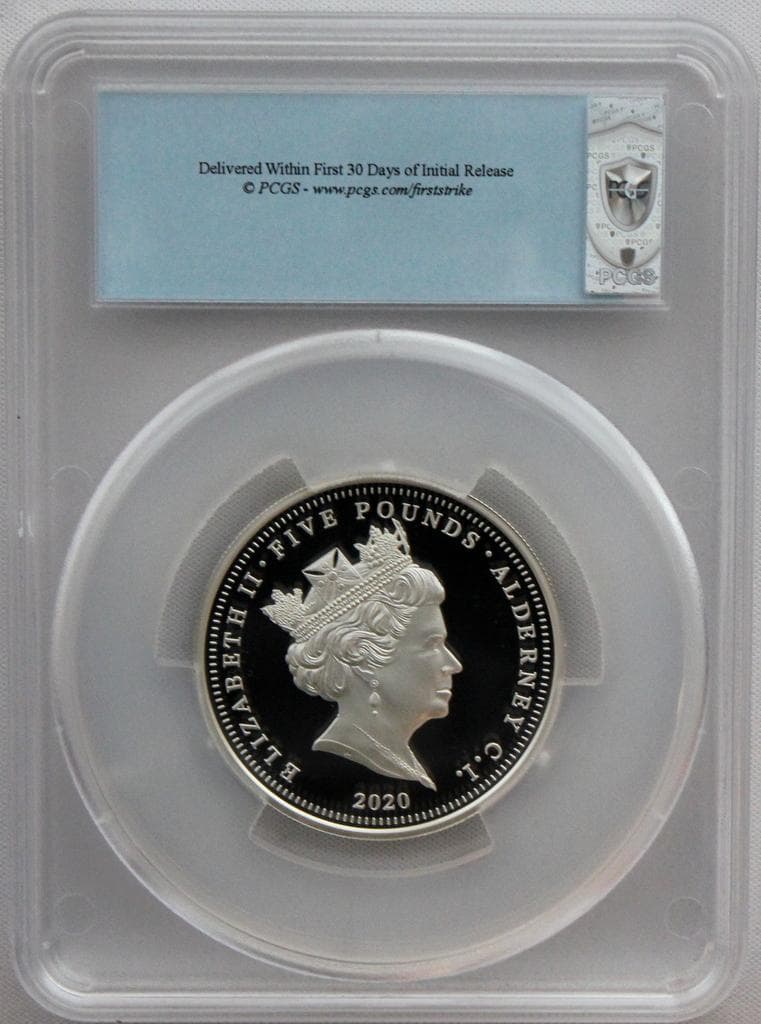 Delivered Within First 30 Days of Initial Release
© PCGS - www.pcgs.com/firststrike
PCGS
ELIZABETH II · FIVE POUNDS · ALDERNEY C.I.
2020